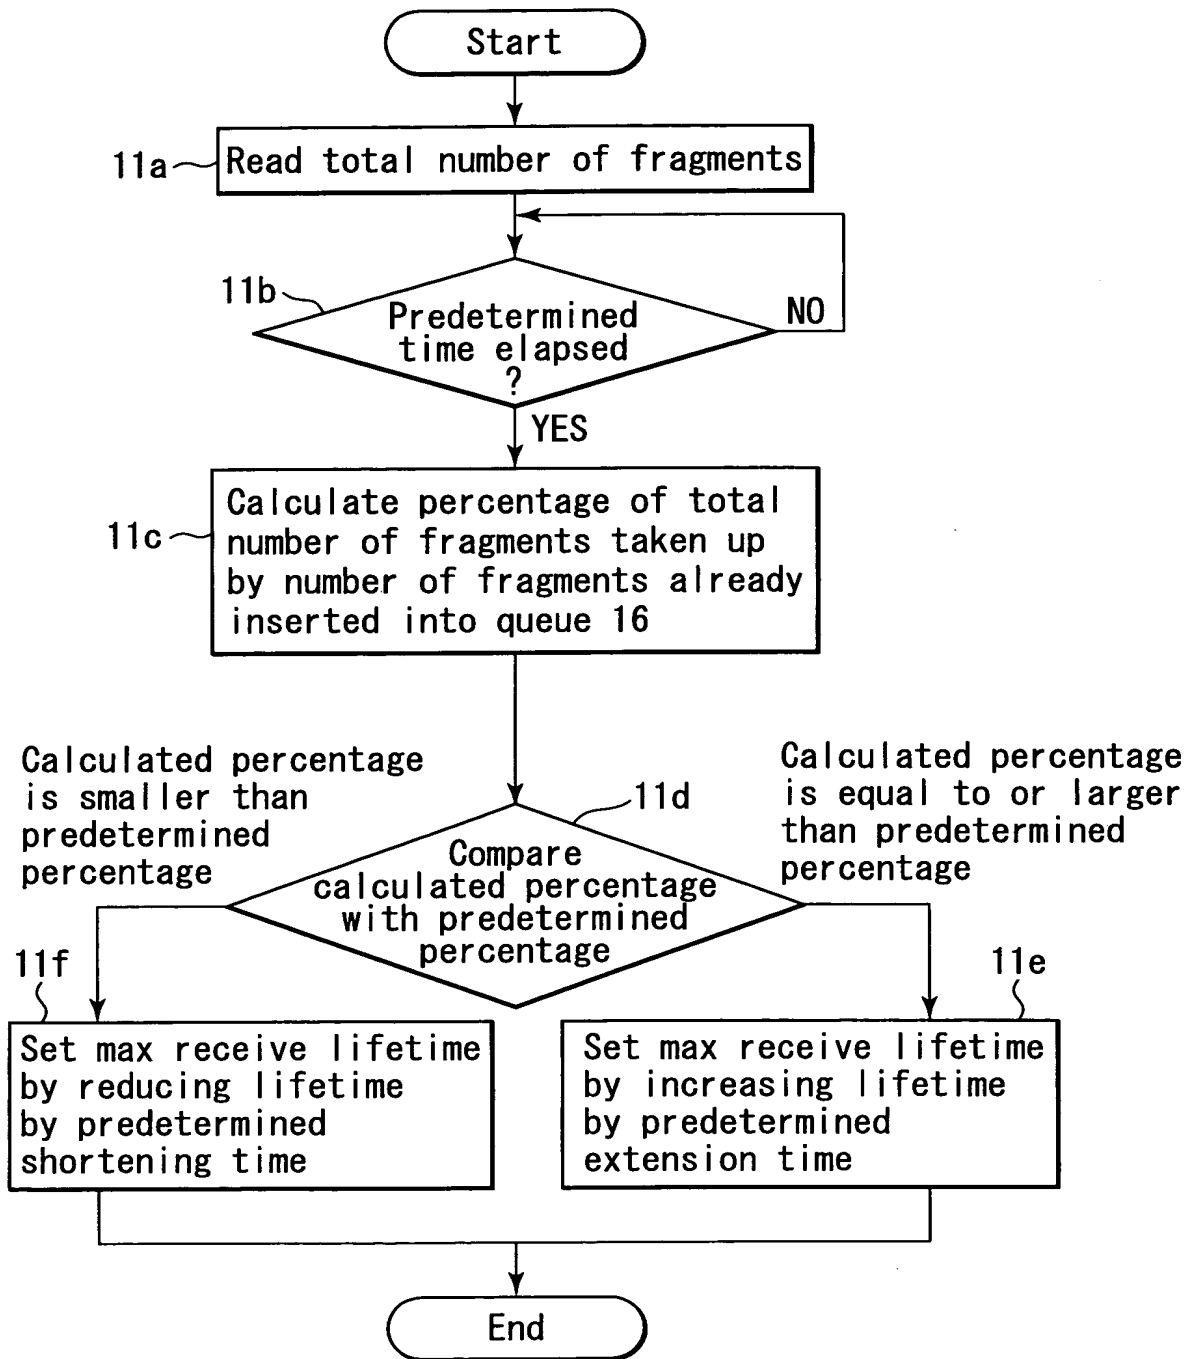 Start
11a
Read total number of fragments
11b
Predetermined
time elapsed
?
NO
YES
11c
Calculate percentage of total
number of fragments taken up
by number of fragments already
inserted into queue 16
Calculated percentage
is smaller than
predetermined
percentage
Calculated percentage
is equal to or larger
than predetermined
percentage
11d
Compare
calculated percentage
with predetermined
percentage
11f
Set max receive lifetime
by reducing lifetime
by predetermined
shortening time
11e
Set max receive lifetime
by increasing lifetime
by predetermined
extension time
End